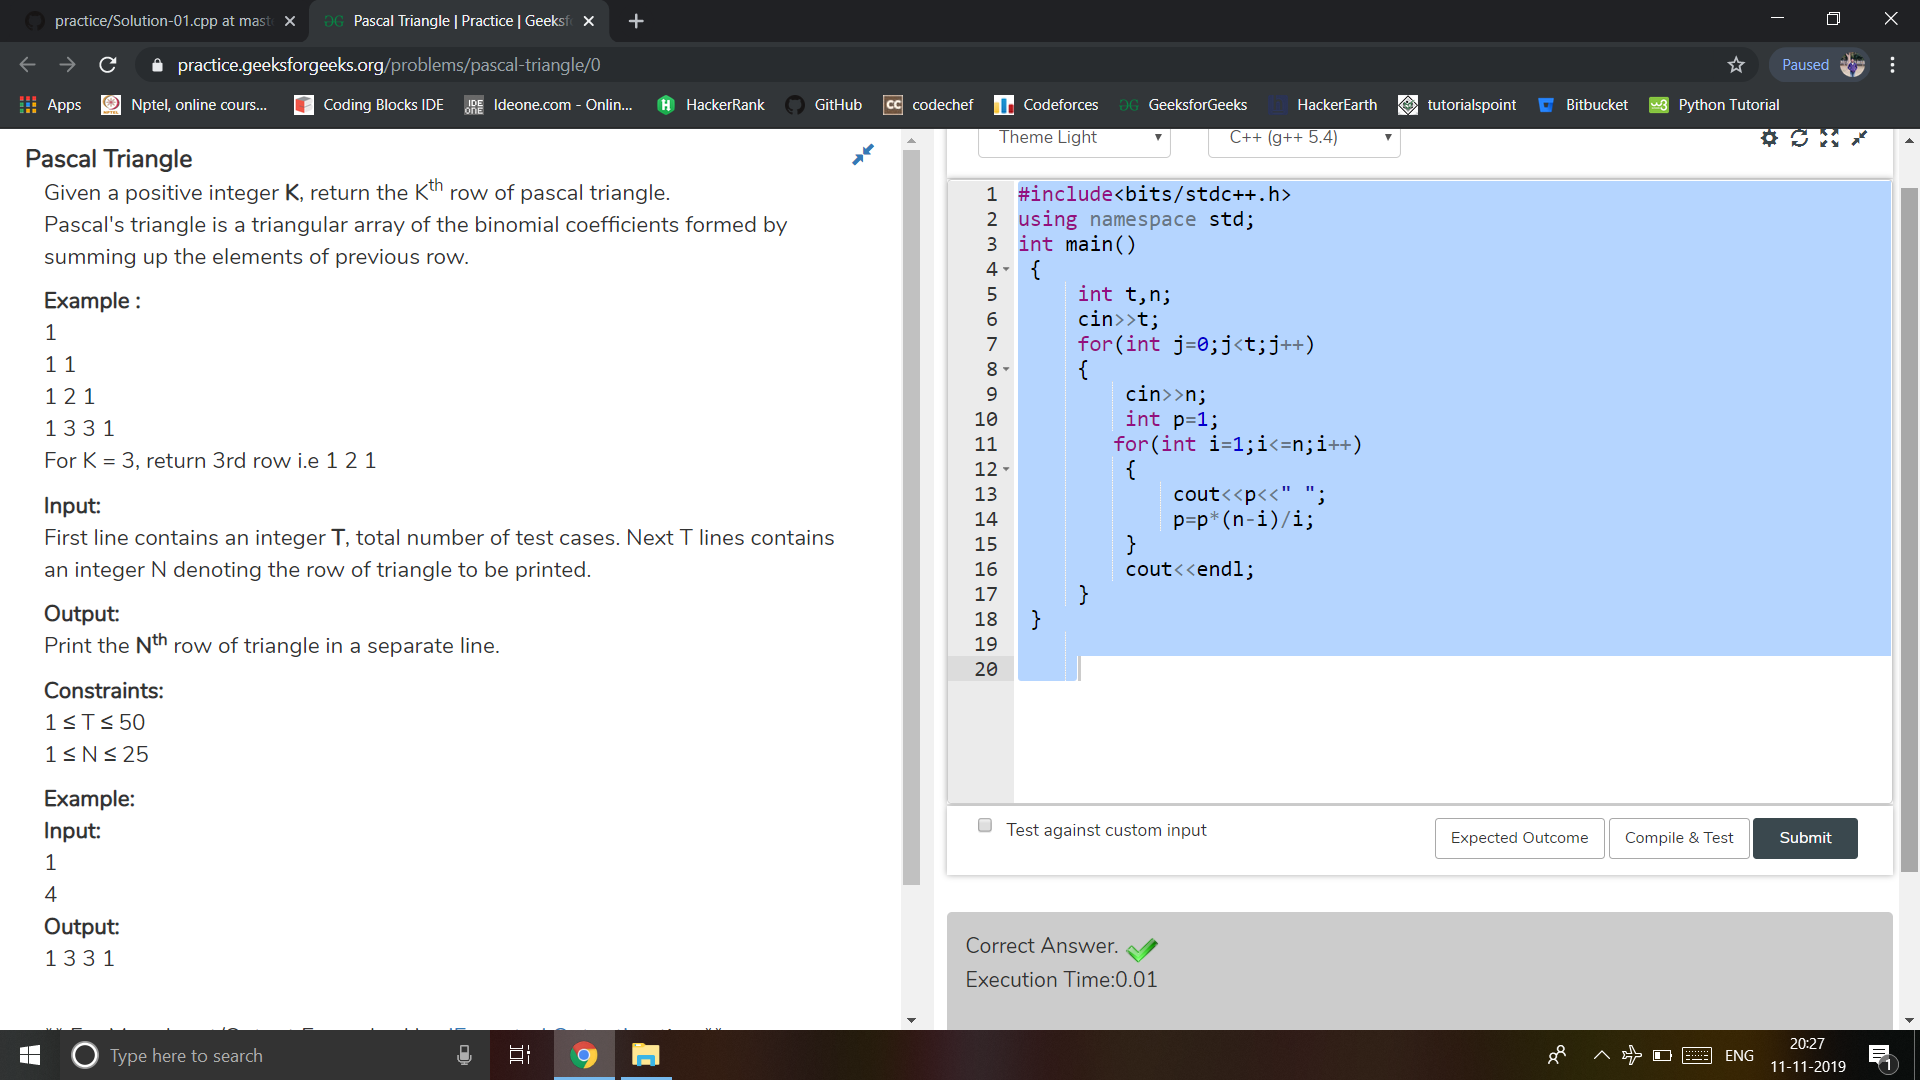 practice/Solution-01.cpp at mast
Pascal Triangle | Practice | Geeksf
practice.geeksforgeeks.org/problems/pascal-triangle/0
Paused
Apps
Nptel, online cours...
Coding Blocks IDE
IDE ONE
Ideone.com - Onlin...
HackerRank
GitHub
CC
codechef
Codeforces
GeeksforGeeks
HackerEarth
tutorialspoint
Bitbucket
Python Tutorial
Pascal Triangle
Given a positive integer K, return the Kth row of pascal triangle.
Pascal's triangle is a triangular array of the binomial coefficients formed by
summing up the elements of previous row.
Example :
1
1 1
1 2 1
1 3 3 1
For K = 3, return 3rd row i.e 1 2 1
Input:
First line contains an integer T, total number of test cases. Next T lines contains
an integer N denoting the row of triangle to be printed.
Output:
Print the Nth row of triangle in a separate line.
Constraints:
1 ≤ T ≤ 50
1 ≤ N ≤ 25
Example:
Input:
1
4
Output:
1 3 3 1
Theme Light
C++ (g++ 5.4)
1 #include<bits/stdc++.h>
2 using namespace std;
3 int main()
4 {
5 int t,n;
6 cin>>t;
7 for(int j=0;j<t;j++)
8 {
9 cin>>n;
10 int p=1;
11 for(int i=1;i<=n;i++)
12 {
13 cout<<p<<" ";
14 p=p*(n-i)/i;
15 }
16 cout<<endl;
17 }
18 }
19
20
Test against custom input
Expected Outcome
Compile & Test
Submit
Correct Answer.
Execution Time:0.01
Type here to search
ENG
20:27
11-11-2019
1